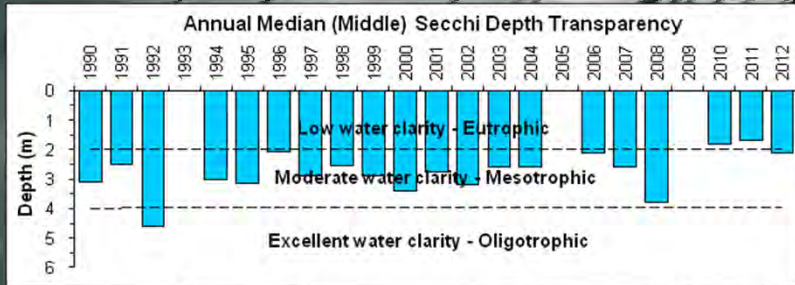 Annual Median (Middle) Secchi Depth Transparency
1990 1991 1992 1993 1994 1995 1996 1997 1998 1999 2000 2001 2002 2003 2004 2005 2006 2007 2008 2009 2010 2011 2012
Depth (m)
0
1
2
3
4
5
6
Low water clarity - Eutrophic
Moderate water clarity - Mesotrophic
Excellent water clarity - Oligotrophic